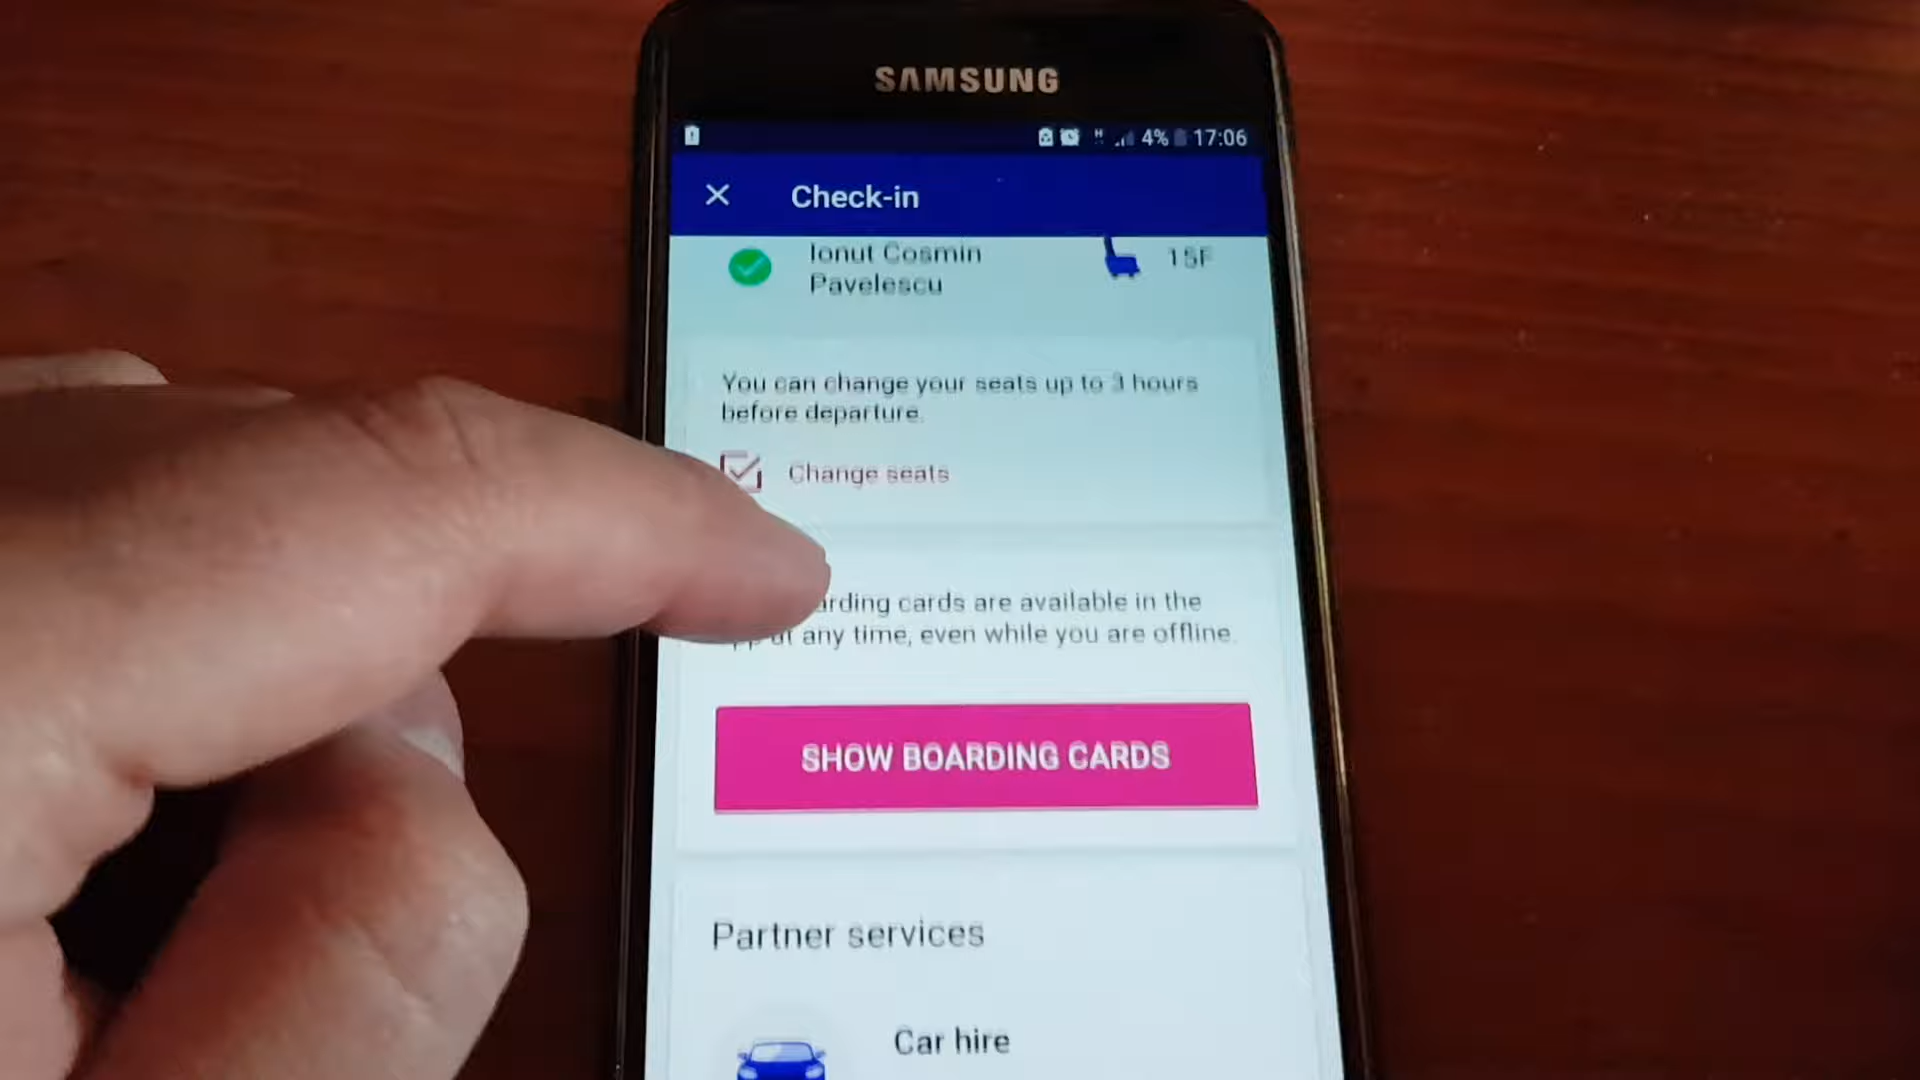 SAMSUNG
4% 17:06
Check-in
Ionut Cosmin
Pavelescu
15F
You can change your seats up to 3 hours
before departure.
Change seats
arding cards are available in the
at any time, even while you are offline.
SHOW BOARDING CARDS
Partner services
Car hire